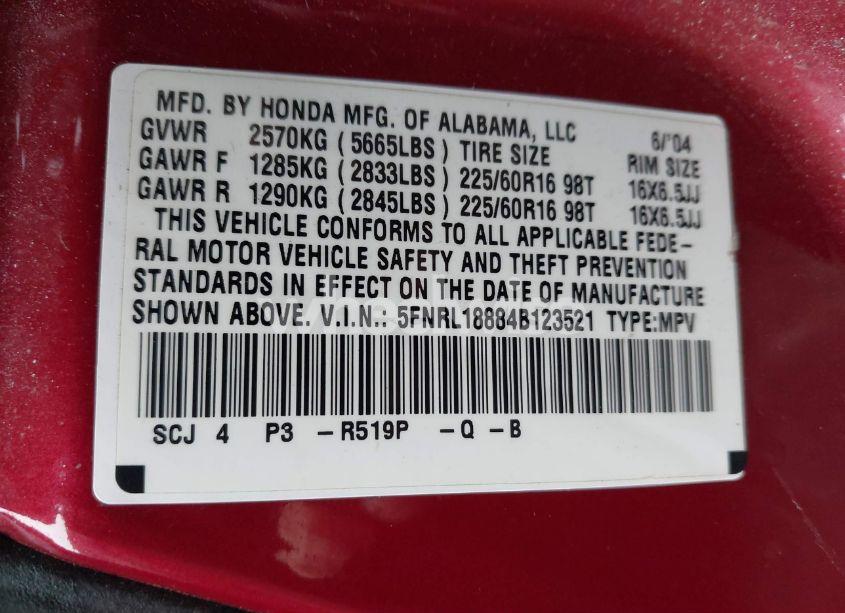 MFD. BY HONDA MFG. OF ALABAMA, LLC 6/'04
GVWR 2570KG (5665LBS) TIRE SIZE RIM SIZE
GAWR F 1285KG (2833LBS) 225/60R16 98T 16X6.5JJ
GAWR R 1290KG (2845LBS) 225/60R16 98T 16X6.5JJ
THIS VEHICLE CONFORMS TO ALL APPLICABLE FEDE-
RAL MOTOR VEHICLE SAFETY AND THEFT PREVENTION
STANDARDS IN EFFECT ON THE DATE OF MANUFACTURE
SHOWN ABOVE. V.I.N.: 5FNRL18884B123521 TYPE:MPV
SCJ 4 P3 -R519P -Q -B